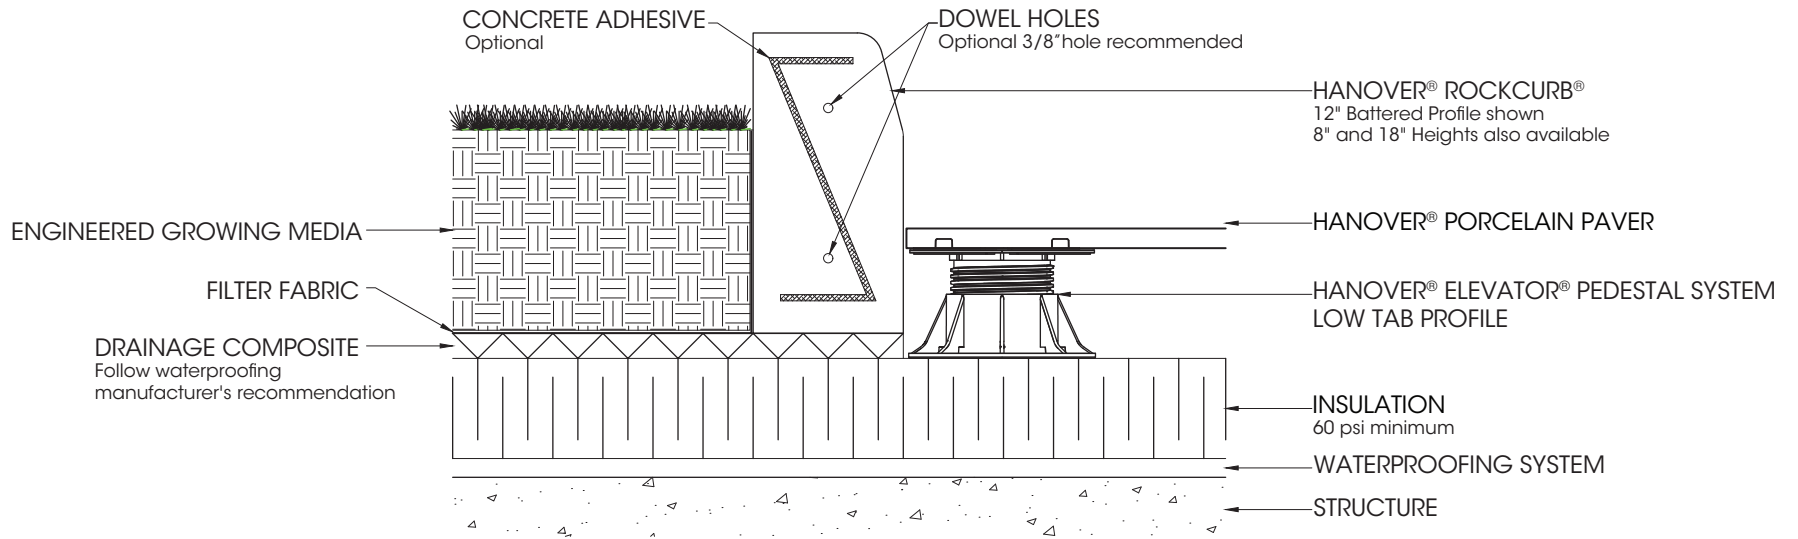 CONCRETE ADHESIVE
Optional
DOWEL HOLES
Optional 3/8" hole recommended
HANOVER® ROCKCURB®
12" Battered Profile shown
8" and 18" Heights also available
ENGINEERED GROWING MEDIA
HANOVER® PORCELAIN PAVER
FILTER FABRIC
HANOVER® ELEVATOR® PEDESTAL SYSTEM
LOW TAB PROFILE
DRAINAGE COMPOSITE
Follow waterproofing
manufacturer's recommendation
INSULATION
60 psi minimum
WATERPROOFING SYSTEM
STRUCTURE